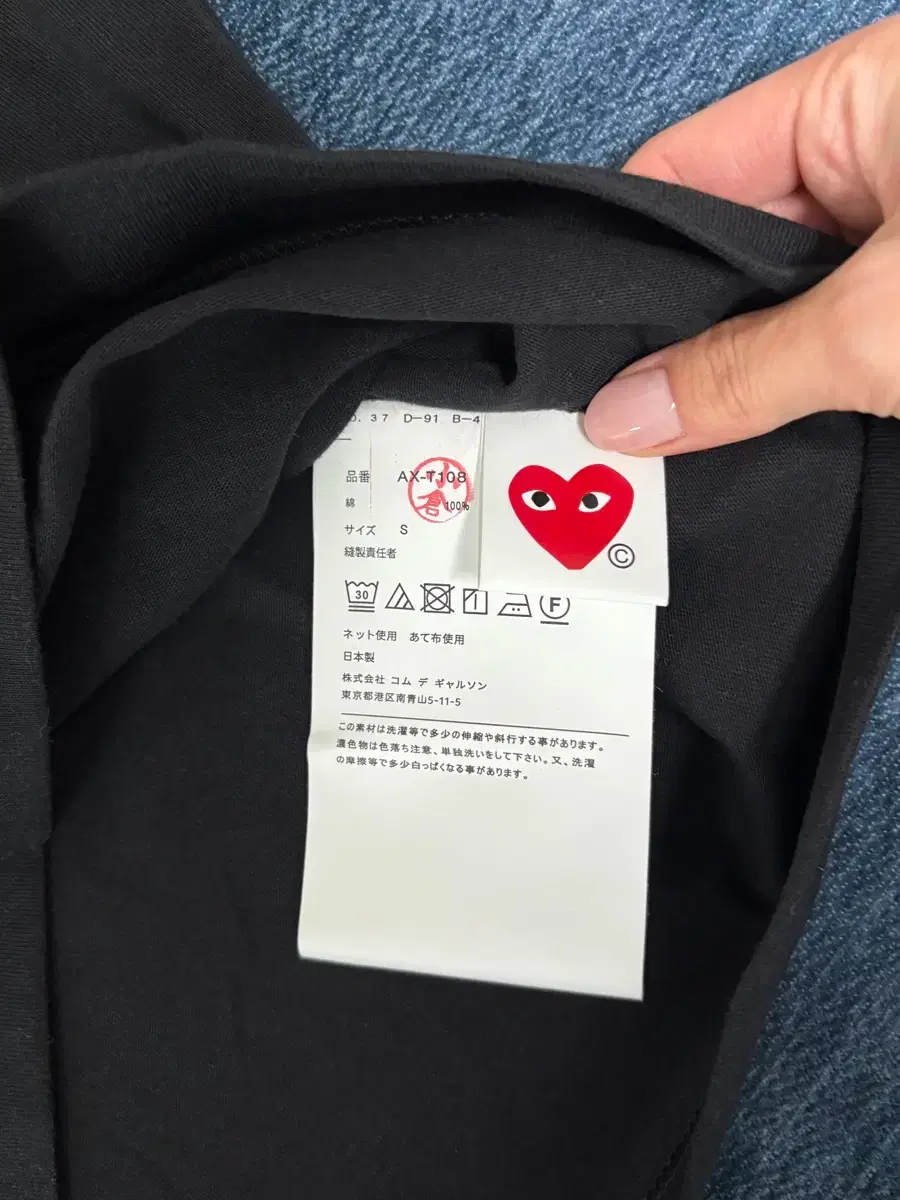 37 D-91 B-4
品番 AX-T108
小倉
綿 100%
サイズ S
縫製責任者
30
F
ネット使用 あて布使用
日本製
株式会社 コム デ ギャルソン
東京都港区南青山5-11-5
この素材は洗濯等で多少の伸縮や斜行する事があります。
濃色物は色落ち注意、単独洗いをして下さい。又、洗濯
の摩擦等で多少白っぽくなる事があります。
©